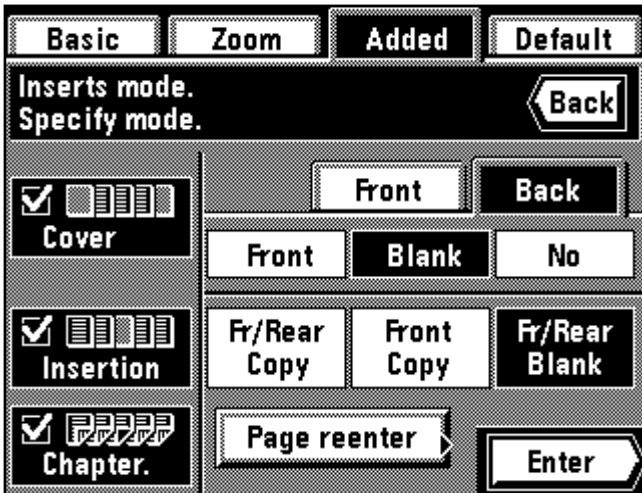 Basic Zoom Added Default
Inserts mode.
Specify mode.
Back
Front Back
Cover
Front Blank No
Fr/Rear Copy
Front Copy
Fr/Rear Blank
Insertion
Chapter.
Page reenter
Enter